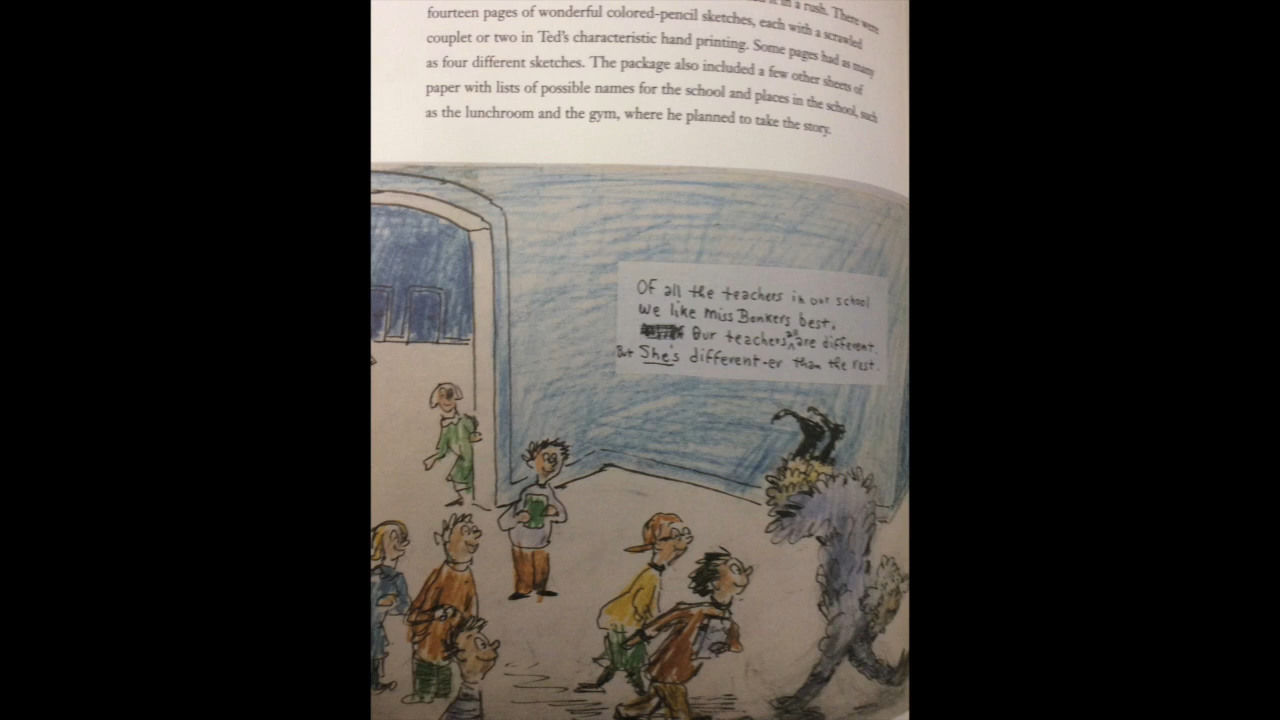 in a rush. There were
fourteen pages of wonderful colored-pencil sketches, each with a scrawled
couplet or two in Ted's characteristic hand printing. Some pages had as many
as four different sketches. The package also included a few other sheets of
paper with lists of possible names for the school and places in the school, such
as the lunchroom and the gym, where he planned to take the story.
Of all the teachers in our school
we like Miss Bonkers best.
Our teachers all are different.
But She's different-er than the rest.